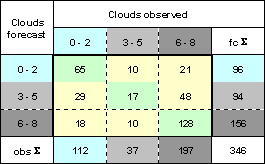 Clouds forecast
Clouds observed
0 - 2 3 - 5 6 - 8 fc Σ
0 - 2 65 10 21 96
3 - 5 29 17 48 94
6 - 8 18 10 128 156
obs Σ 112 37 197 346